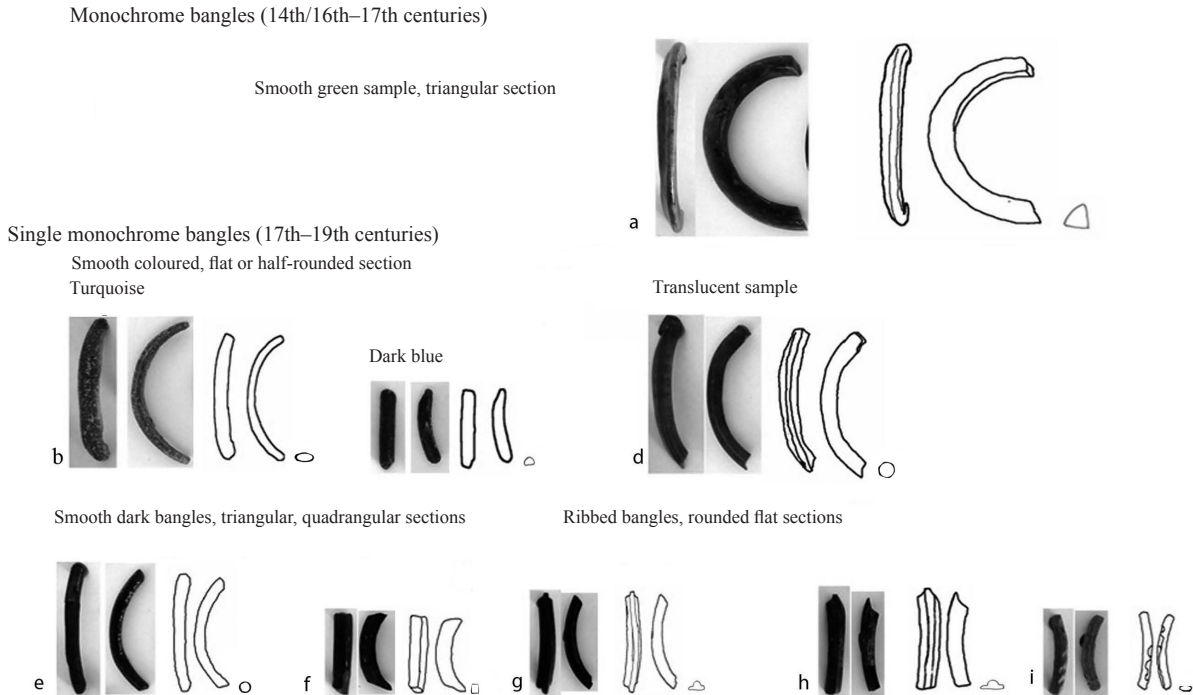 Monochrome bangles (14th/16th–17th centuries)
Smooth green sample, triangular section
a
Single monochrome bangles (17th–19th centuries)
Smooth coloured, flat or half-rounded section
Turquoise
Translucent sample
Dark blue
b
d
Smooth dark bangles, triangular, quadrangular sections
Ribbed bangles, rounded flat sections
e
f
g
h
i